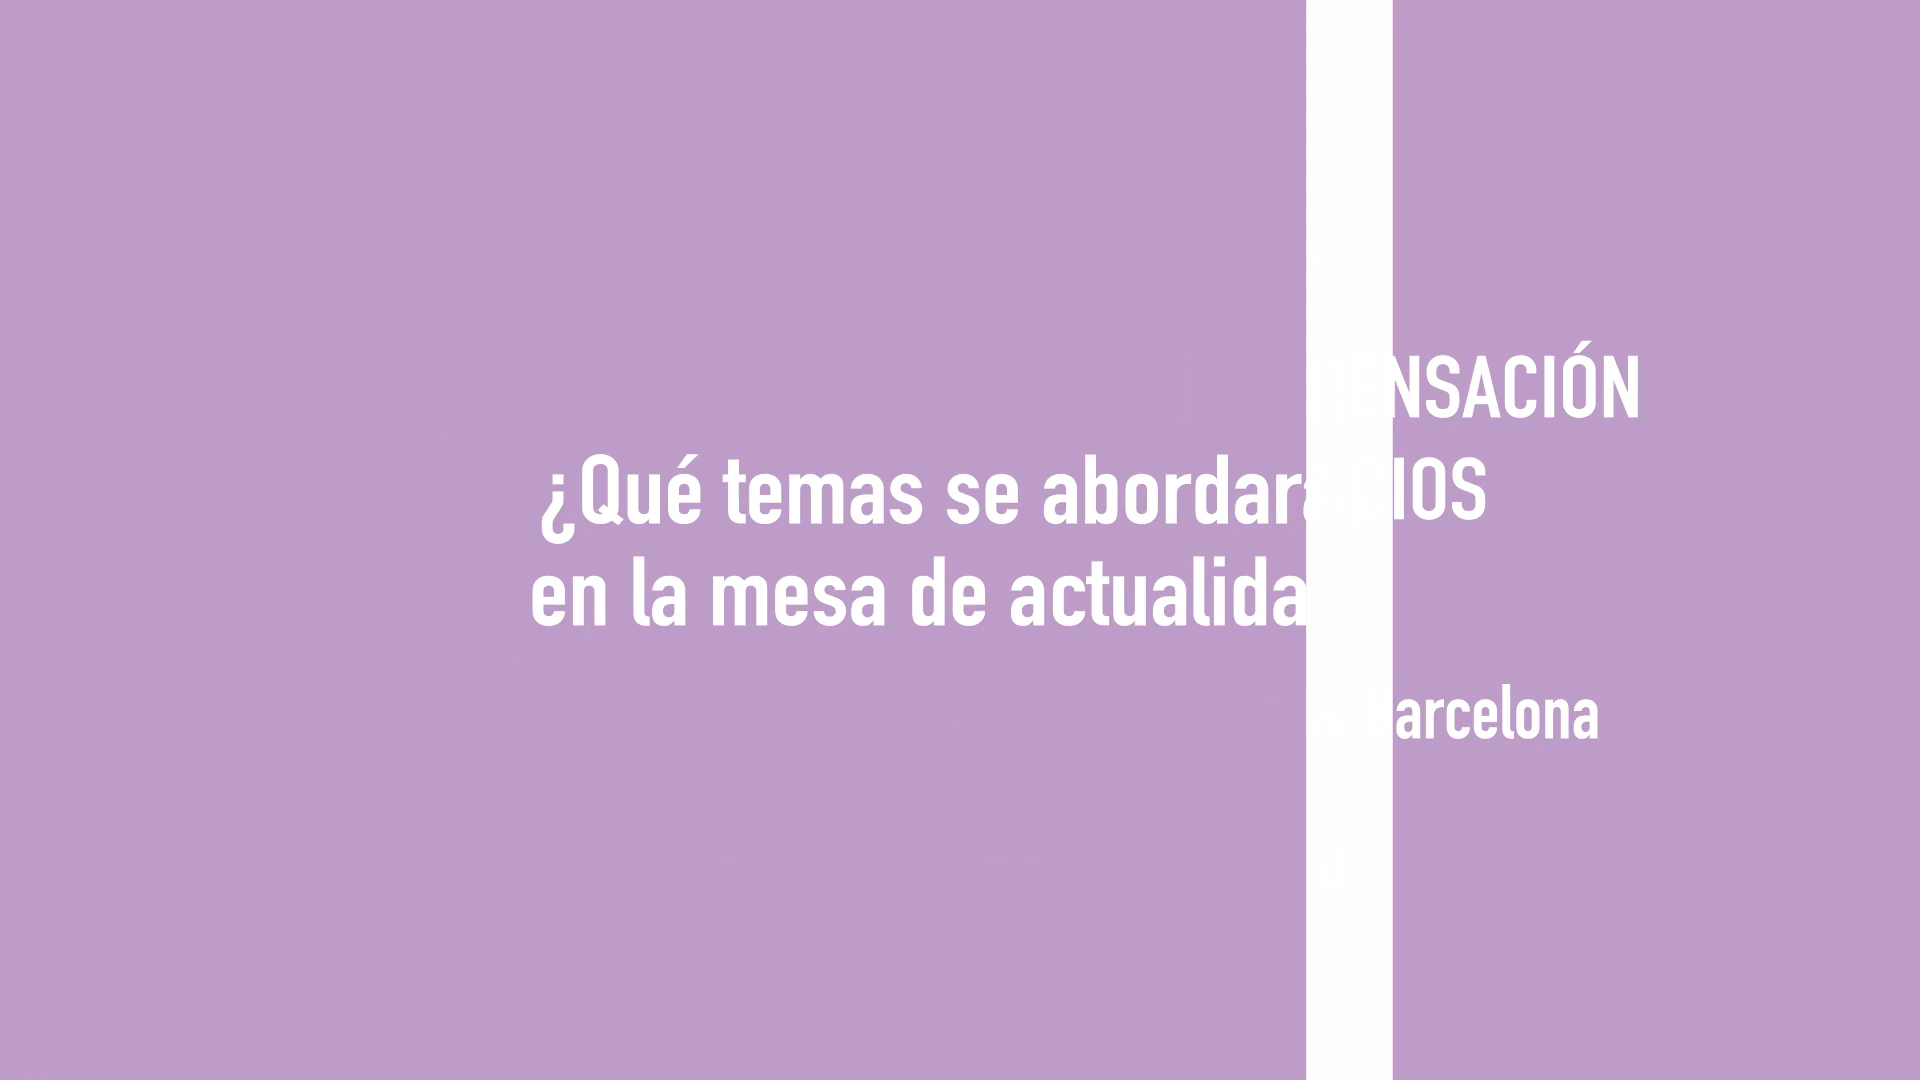 ¿Qué temas se abordar
en la mesa de actualida
NSACIÓN
IOS
arcelona